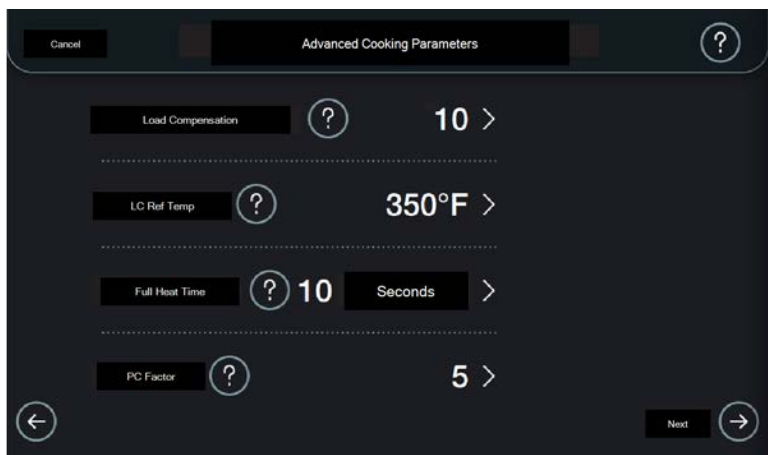 Cancel
Advanced Cooking Parameters
?
Load Compensation ? 10 >
LC Ref Temp ? 350°F >
Full Heat Time ? 10 Seconds >
PC Factor ? 5 >
← Next →